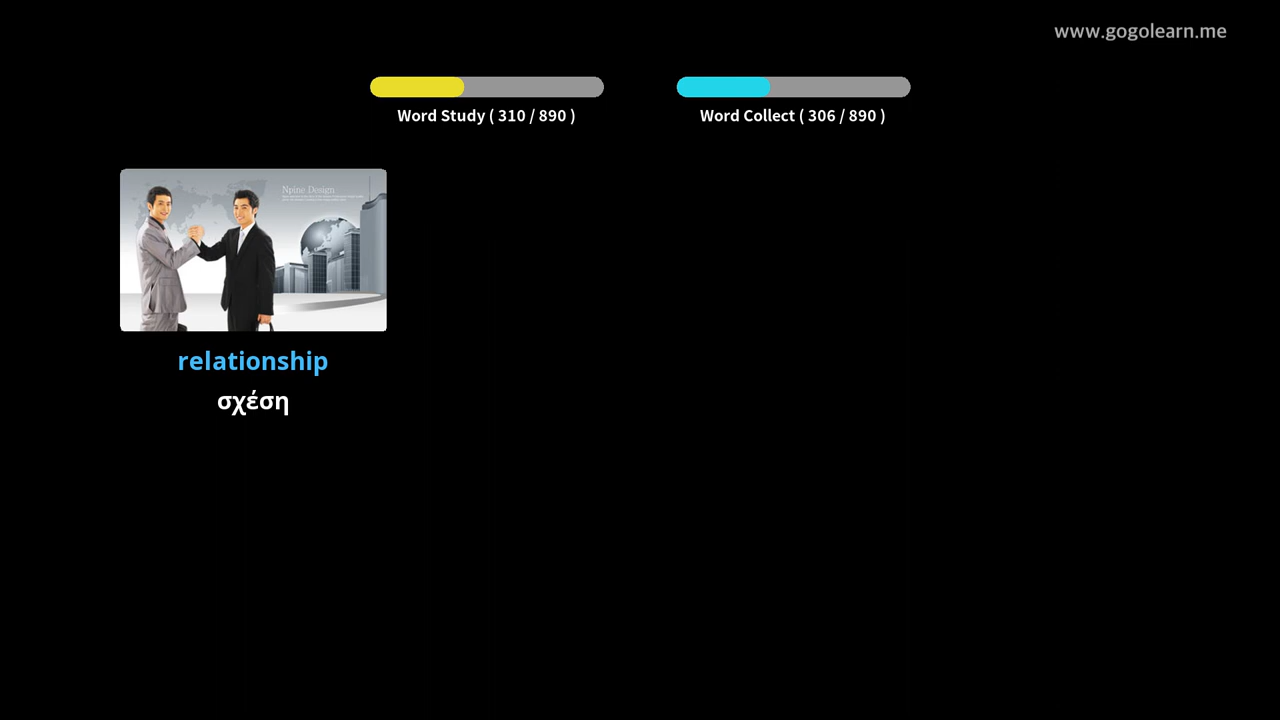 www.gogolearn.me
Word Study ( 310 / 890 )
Word Collect ( 306 / 890 )
Npine Design
relationship
σχέση